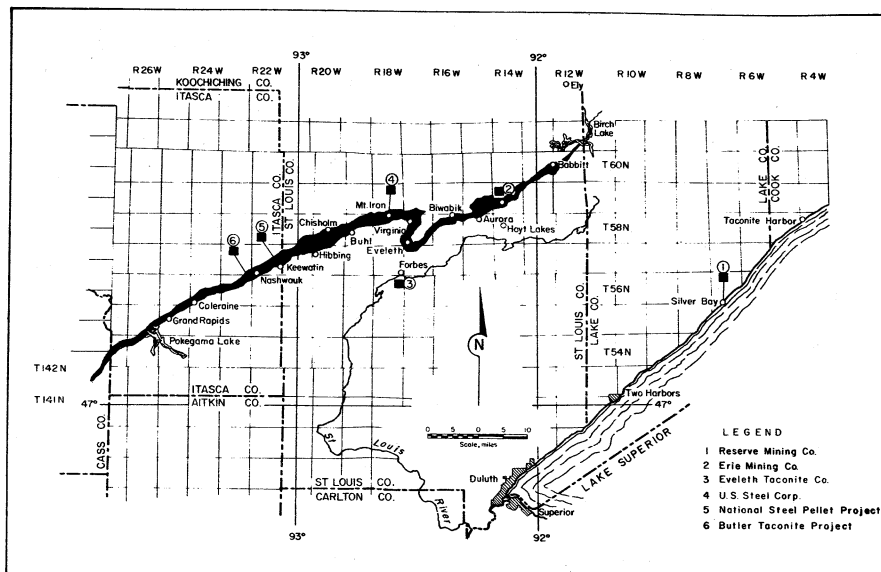 93°
92°
R26W R24W R22W R20W R18W R16W R14W R12W R10W R8W R6W R4W
KOOCHICHING CO.
ITASCA CO.
Ely
Birch Lake
ITASCA CO.
ST LOUIS CO.
LAKE CO.
COOK CO.
T60N
Babbitt
4
2
Mt. Iron
Biwabik
Aurora
Taconite Harbor
Chisholm
Virginia
Hoyt Lakes
T58N
5
Buhl
Eveleth
6
Hibbing
Keewatin
Forbes
Nashwauk
3
T56N
1
Silver Bay
Coleraine
Grand Rapids
ST LOUIS CO.
LAKE CO.
Pokegama Lake
N
T54N
T142N
ITASCA CO.
AITKIN CO.
T141N
47°
Two Harbors
47°
CASS CO.
St Louis River
10 0 10
Scale, miles
LAKE SUPERIOR
ST LOUIS CO.
CARLTON CO.
Duluth
Superior
93°
92°
LEGEND
1 Reserve Mining Co.
2 Erie Mining Co.
3 Eveleth Taconite Co.
4 U.S. Steel Corp.
5 National Steel Pellet Project
6 Butler Taconite Project